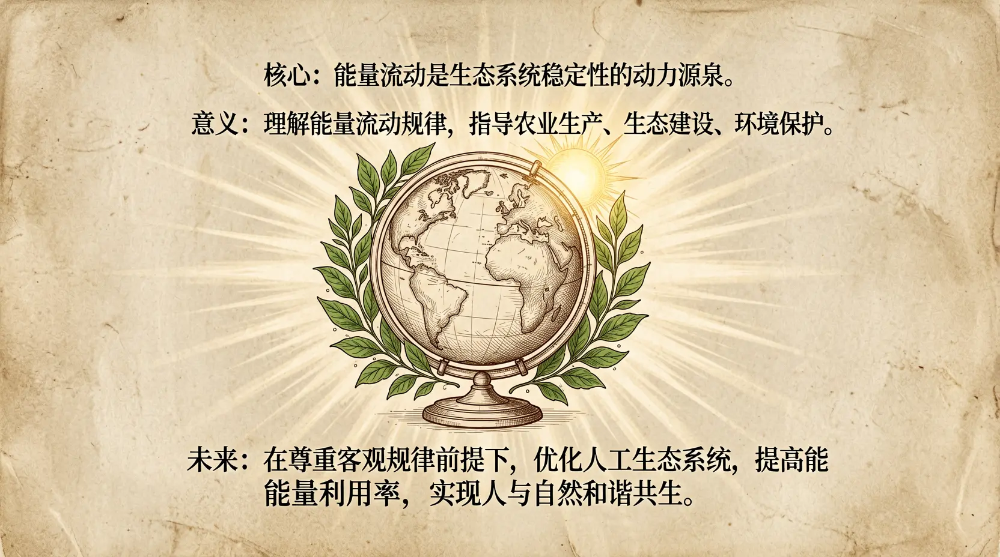 核心：能量流动是生态系统稳定性的动力源泉。
意义：理解能量流动规律，指导农业生产、生态建设、环境保护。
未来：在尊重客观规律前提下，优化人工生态系统，提高能
能量利用率，实现人与自然和谐共生。